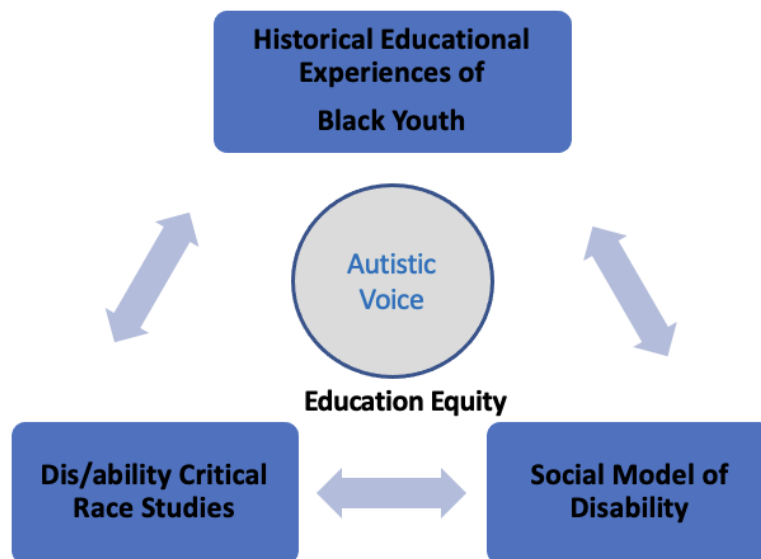 Historical Educational
Experiences of
Black Youth
Autistic
Voice
Education Equity
Dis/ability Critical
Race Studies
Social Model of
Disability